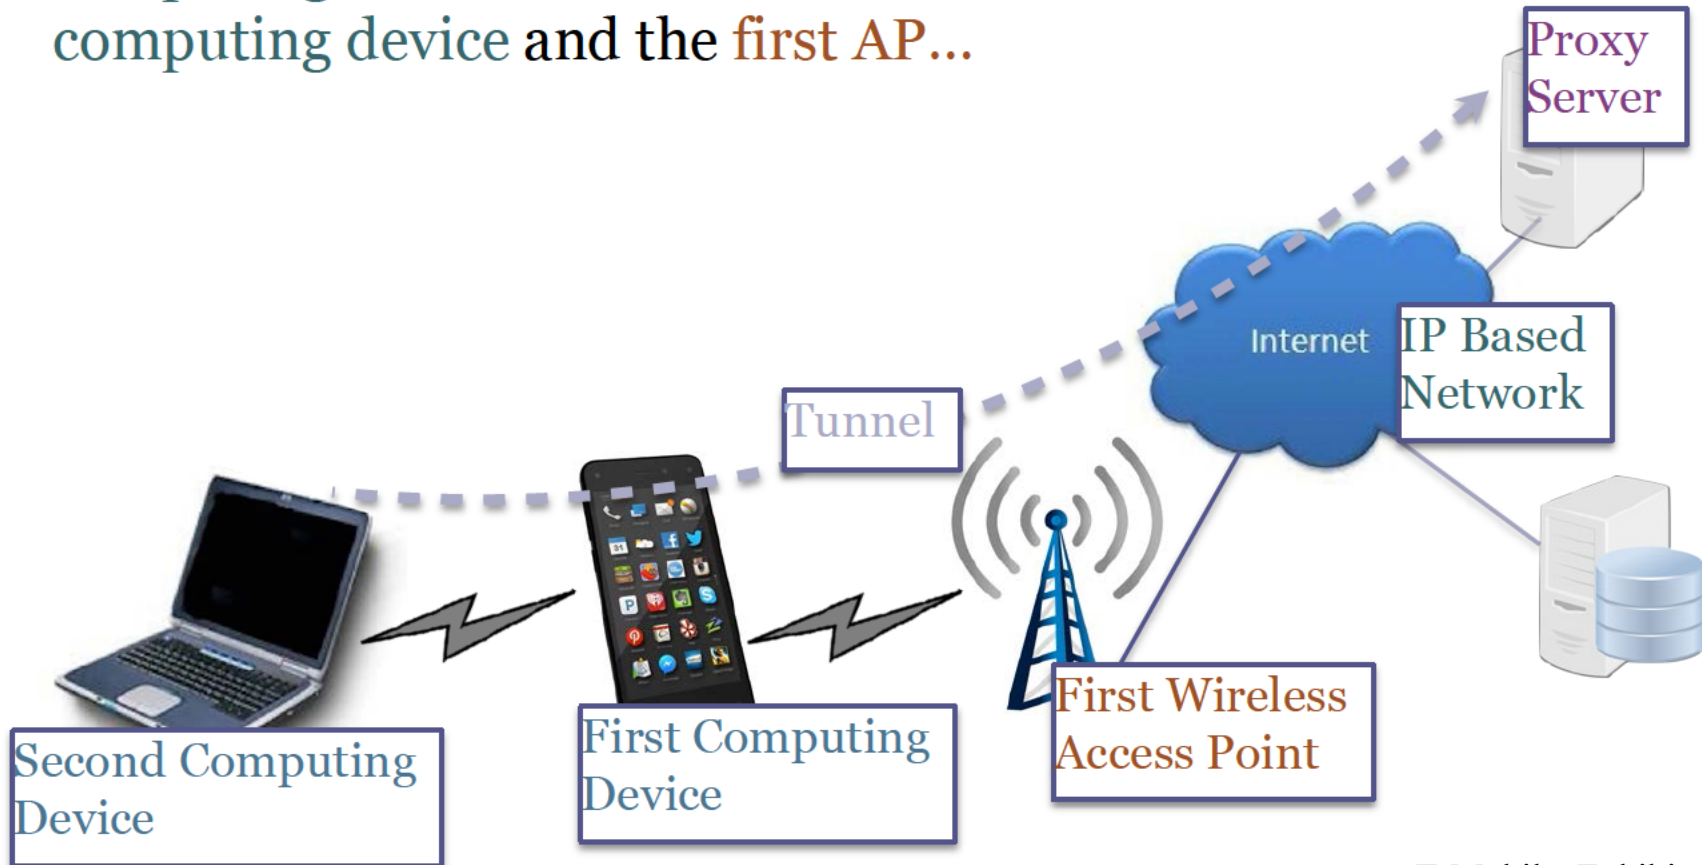 computing device and the first AP...
Proxy
Server
Internet
IP Based
Network
Tunnel
First Wireless
Access Point
First Computing
Device
Second Computing
Device